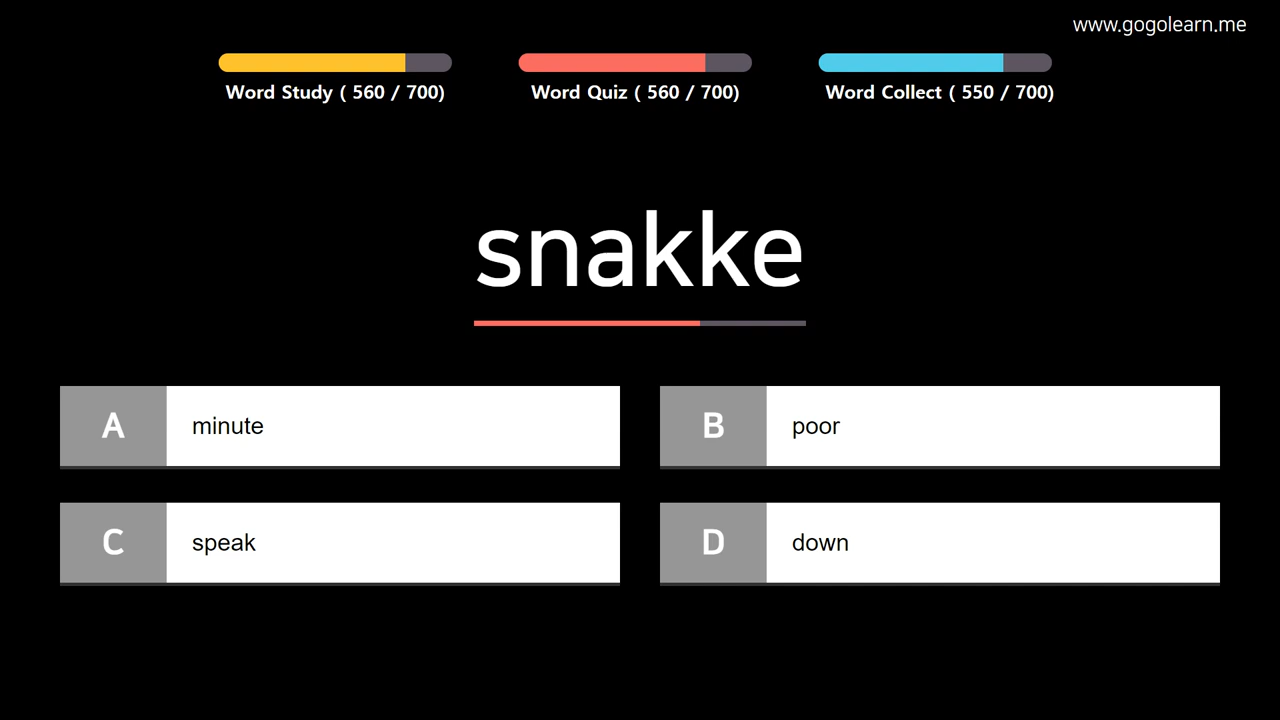 www.gogolearn.me
Word Study ( 560 / 700)
Word Quiz ( 560 / 700)
Word Collect ( 550 / 700)
snakke
A minute
B poor
C speak
D down